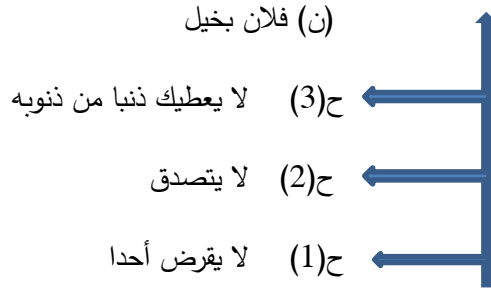 (ن) فلان بخيل
ح(3) لا يعطيك ذنبا من ذنوبه
ح(2) لا يتصدق
ح(1) لا يقرض أحدا